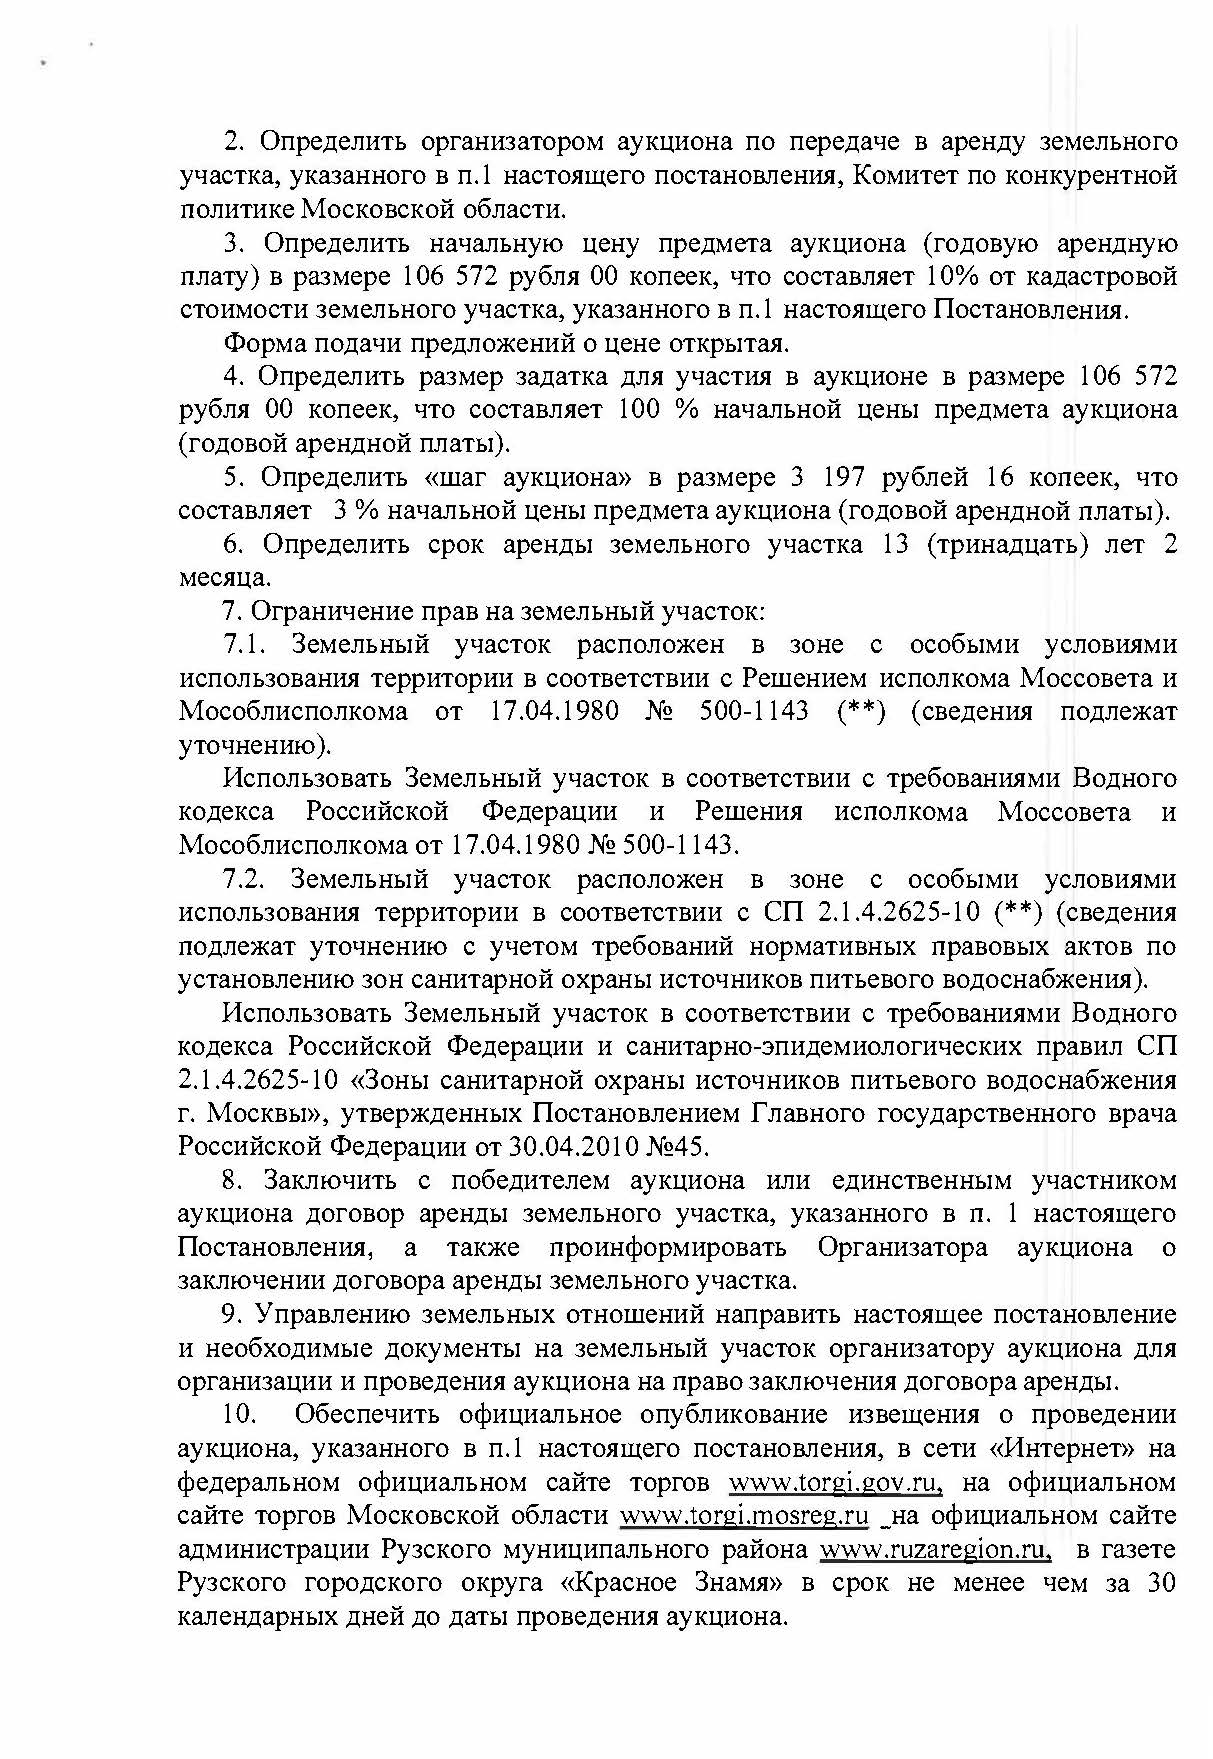 2. Определить организатором аукциона по передаче в аренду земельного
участка, указанного в п.1 настоящего постановления, Комитет по конкурентной
политике Московской области.
3. Определить начальную цену предмета аукциона (годовую арендную
плату) в размере 106 572 рубля 00 копеек, что составляет 10% от кадастровой
стоимости земельного участка, указанного в п.1 настоящего Постановления.
Форма подачи предложений о цене открытая.
4. Определить размер задатка для участия в аукционе в размере 106 572
рубля 00 копеек, что составляет 100 % начальной цены предмета аукциона
(годовой арендной платы).
5. Определить «шаг аукциона» в размере 3 197 рублей 16 копеек, что
составляет 3 % начальной цены предмета аукциона (годовой арендной платы).
6. Определить срок аренды земельного участка 13 (тринадцать) лет 2
месяца.
7. Ограничение прав на земельный участок:
7.1. Земельный участок расположен в зоне с особыми условиями
использования территории в соответствии с Решением исполкома Моссовета и
Мособлисполкома от 17.04.1980 № 500-1143 (**) (сведения подлежат
уточнению).
Использовать Земельный участок в соответствии с требованиями Водного
кодекса Российской Федерации и Решения исполкома Моссовета и
Мособлисполкома от 17.04.1980 № 500-1143.
7.2. Земельный участок расположен в зоне с особыми условиями
использования территории в соответствии с СП 2.1.4.2625-10 (**) (сведения
подлежат уточнению с учетом требований нормативных правовых актов по
установлению зон санитарной охраны источников питьевого водоснабжения).
Использовать Земельный участок в соответствии с требованиями Водного
кодекса Российской Федерации и санитарно-эпидемиологических правил СП
2.1.4.2625-10 «Зоны санитарной охраны источников питьевого водоснабжения
г. Москвы», утвержденных Постановлением Главного государственного врача
Российской Федерации от 30.04.2010 №45.
8. Заключить с победителем аукциона или единственным участником
аукциона договор аренды земельного участка, указанного в п. 1 настоящего
Постановления, а также проинформировать Организатора аукциона о
заключении договора аренды земельного участка.
9. Управлению земельных отношений направить настоящее постановление
и необходимые документы на земельный участок организатору аукциона для
организации и проведения аукциона на право заключения договора аренды.
10. Обеспечить официальное опубликование извещения о проведении
аукциона, указанного в п.1 настоящего постановления, в сети «Интернет» на
федеральном официальном сайте торгов www.torgi.gov.ru, на официальном
сайте торгов Московской области www.torgi.mosreg.ru на официальном сайте
администрации Рузского муниципального района www.ruzaregion.ru, в газете
Рузского городского округа «Красное Знамя» в срок не менее чем за 30
календарных дней до даты проведения аукциона.